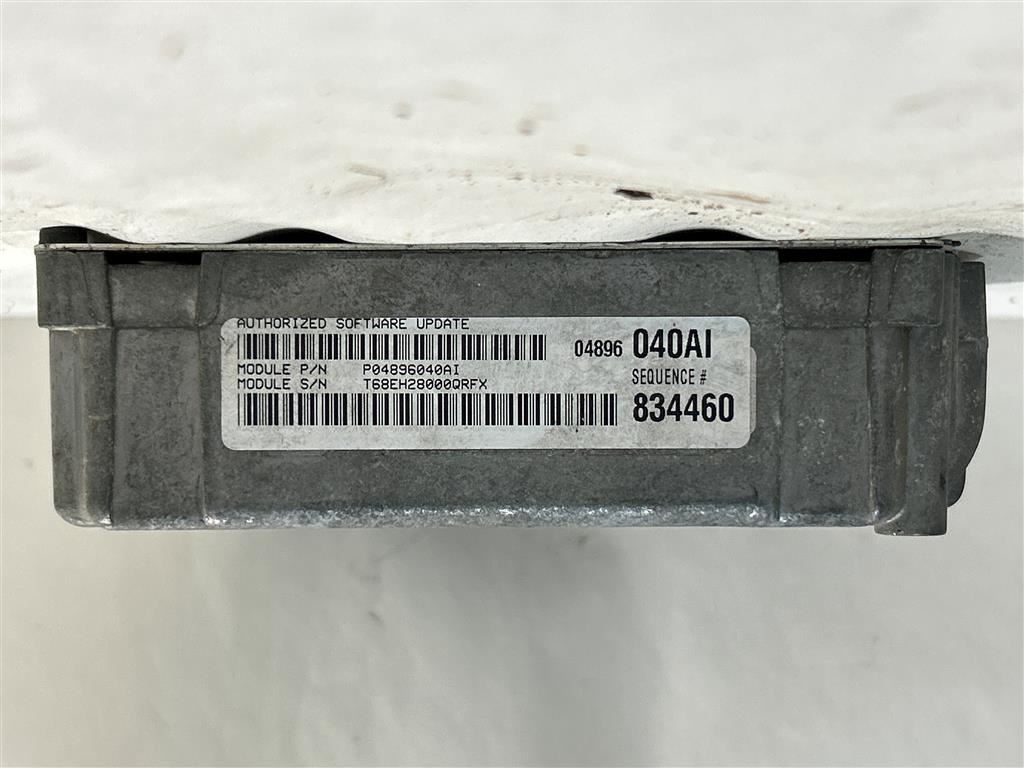 AUTHORIZED SOFTWARE UPDATE
04896 040AI
MODULE P/N P04896040AI
SEQUENCE #
MODULE S/N T68EH28000QRFX
834460